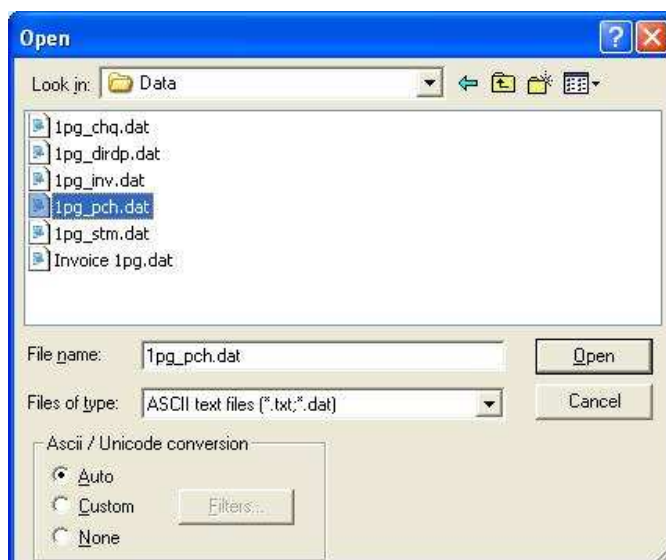 Open
Look in: Data
1pg_chq.dat
1pg_dirdp.dat
1pg_inv.dat
1pg_pch.dat
1pg_stm.dat
Invoice 1pg.dat
File name: 1pg_pch.dat Open
Files of type: ASCII text files (*.txt;*.dat) Cancel
Ascii / Unicode conversion
Auto
Custom Filters...
None